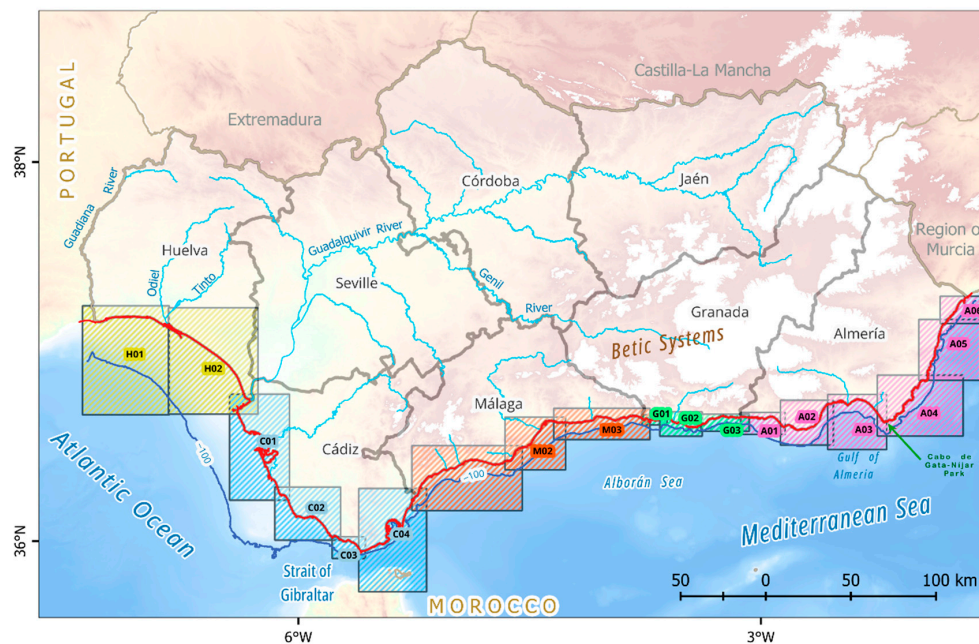 Castilla-La Mancha
Extremadura
PORTUGAL
38°N
Córdoba
Jaén
Guadiana River
Huelva
Odiel
Tinto
Guadalquivir River
Seville
Genil
River
Region o
Murcia
Granada
Almería
Betic Systems
H01
H02
A06
A05
Málaga
Cádiz
C01
G01
G02
G03
M03
M02
A01
A02
A03
A04
~100
~100
Atlantic Ocean
C02
C03
C04
Alborán Sea
Gulf of
Almeria
Cabo de
Gata-Nijar
Park
Mediterranean Sea
36°N
Strait of
Gibraltar
MOROCCO
50 0 50 100 km
6°W
3°W